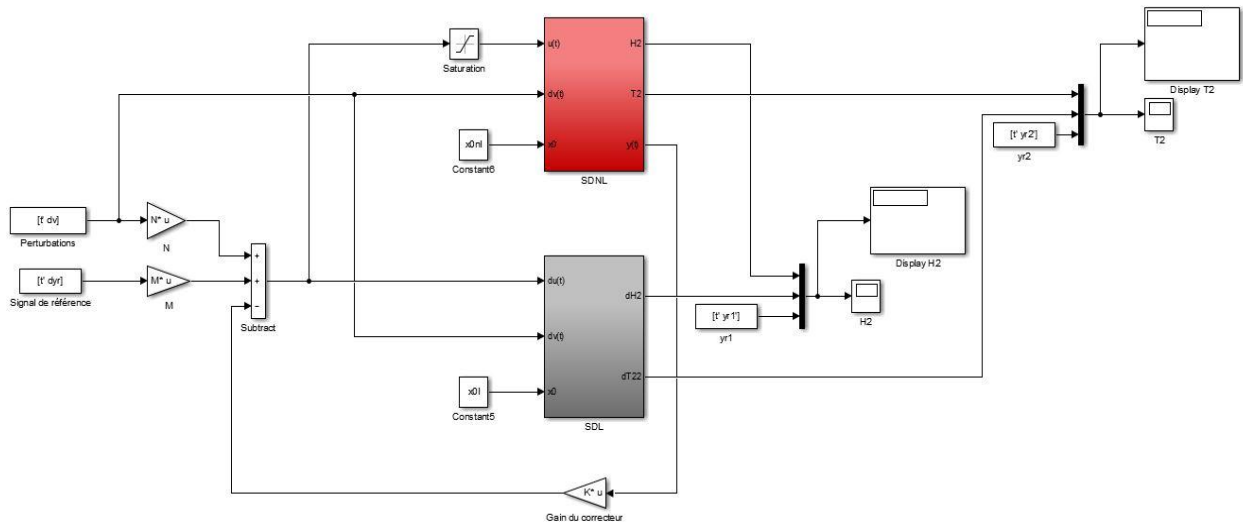 u(t)
dv(t)
x0
H2
T2
y(t)
SDNL
Saturation
x0nl
Constant6
Display T2
T2
[t' yr2']
yr2
[t' dv]
Perturbations
N* u
N
[t' dyr]
Signal de référence
M* u
M
+
+
−
Subtract
du(t)
dv(t)
x0
dH2
dT22
SDL
x0l
Constant5
Display H2
H2
[t' yr1']
yr1
K* u
Gain du correcteur